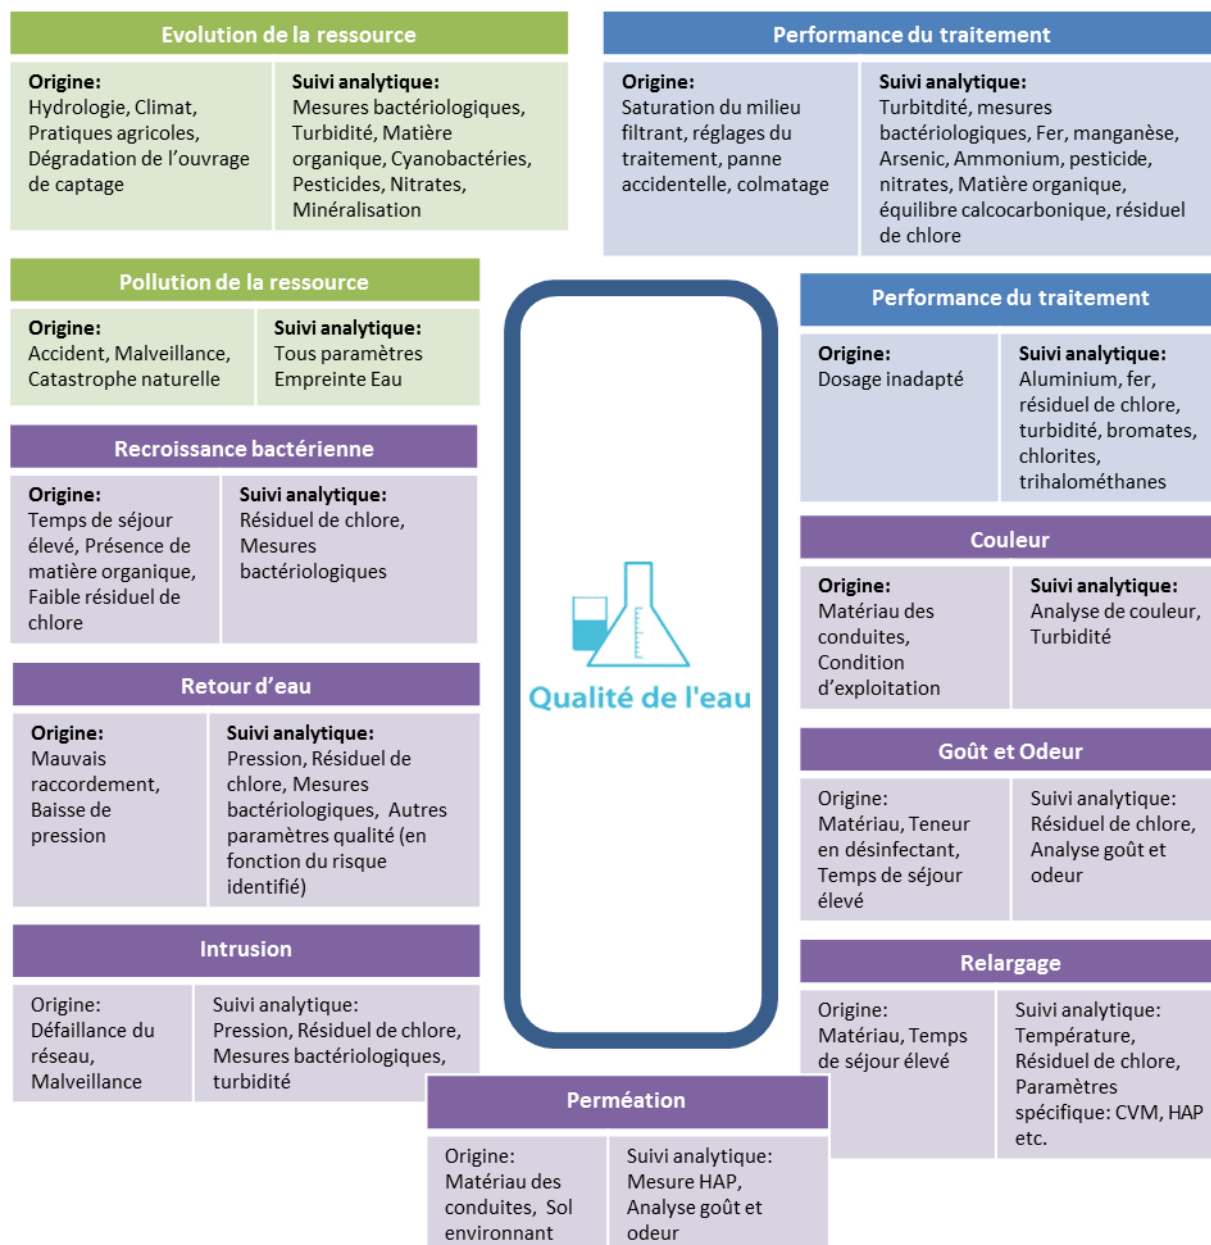 Evolution de la ressource
Origine:
Hydrologie, Climat,
Pratiques agricoles,
Dégradation de l'ouvrage
de captage
Suivi analytique:
Mesures bactériologiques,
Turbidité, Matière
organique, Cyanobactéries,
Pesticides, Nitrates,
Minéralisation
Performance du traitement
Origine:
Saturation du milieu
filtrant, réglages du
traitement, panne
accidentelle, colmatage
Suivi analytique:
Turbitdité, mesures
bactériologiques, Fer, manganèse,
Arsenic, Ammonium, pesticide,
nitrates, Matière organique,
équilibre calcocarbonique, résiduel
de chlore
Pollution de la ressource
Origine:
Accident, Malveillance,
Catastrophe naturelle
Suivi analytique:
Tous paramètres
Empreinte Eau
Performance du traitement
Origine:
Dosage inadapté
Suivi analytique:
Aluminium, fer,
résiduel de chlore,
turbidité, bromates,
chlorites,
trihalométhanes
Recroissance bactérienne
Origine:
Temps de séjour
élevé, Présence de
matière organique,
Faible résiduel de
chlore
Suivi analytique:
Résiduel de chlore,
Mesures
bactériologiques
Couleur
Origine:
Matériau des
conduites,
Condition
d'exploitation
Suivi analytique:
Analyse de couleur,
Turbidité
Qualité de l'eau
Retour d'eau
Origine:
Mauvais
raccordement,
Baisse de
pression
Suivi analytique:
Pression, Résiduel de
chlore, Mesures
bactériologiques, Autres
paramètres qualité (en
fonction du risque
identifié)
Goût et Odeur
Origine:
Matériau, Teneur
en désinfectant,
Temps de séjour
élevé
Suivi analytique:
Résiduel de chlore,
Analyse goût et
odeur
Intrusion
Origine:
Défaillance du
réseau,
Malveillance
Suivi analytique:
Pression, Résiduel de chlore,
Mesures bactériologiques,
turbidité
Relargage
Origine:
Matériau, Temps
de séjour élevé
Suivi analytique:
Température,
Résiduel de chlore,
Paramètres
spécifique: CVM, HAP
etc.
Perméation
Origine:
Matériau des
conduites, Sol
environnant
Suivi analytique:
Mesure HAP,
Analyse goût et
odeur